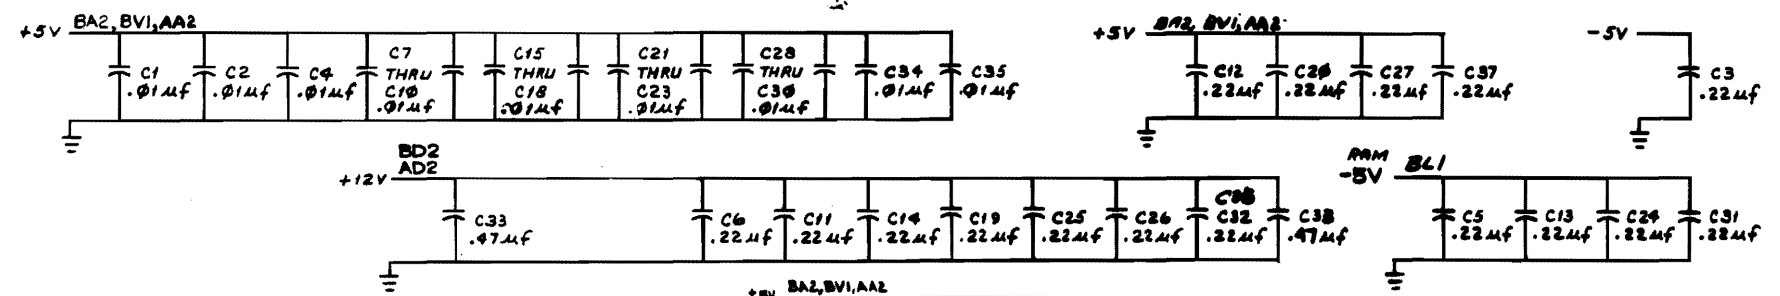 +5V BA2, BV1, AA2
C1 .01µf
C2 .01µf
C4 .01µf
C7 THRU C10 .01µf
C15 THRU C18 .01µf
C21 THRU C23 .01µf
C28 THRU C30 .01µf
C34 .01µf
C35 .01µf
+5V BA2, BV1, AA2
C12 .22µf
C20 .22µf
C27 .22µf
C37 .22µf
-5V
C3 .22µf
BD2
AD2
+12V
C33 .47µf
C6 .22µf
C11 .22µf
C14 .22µf
C19 .22µf
C25 .22µf
C26 .22µf
C32 .22µf
C38 .47µf
RAM
-5V BL1
C5 .22µf
C13 .22µf
C24 .22µf
C31 .22µf
+5V BA2, BV1, AA2